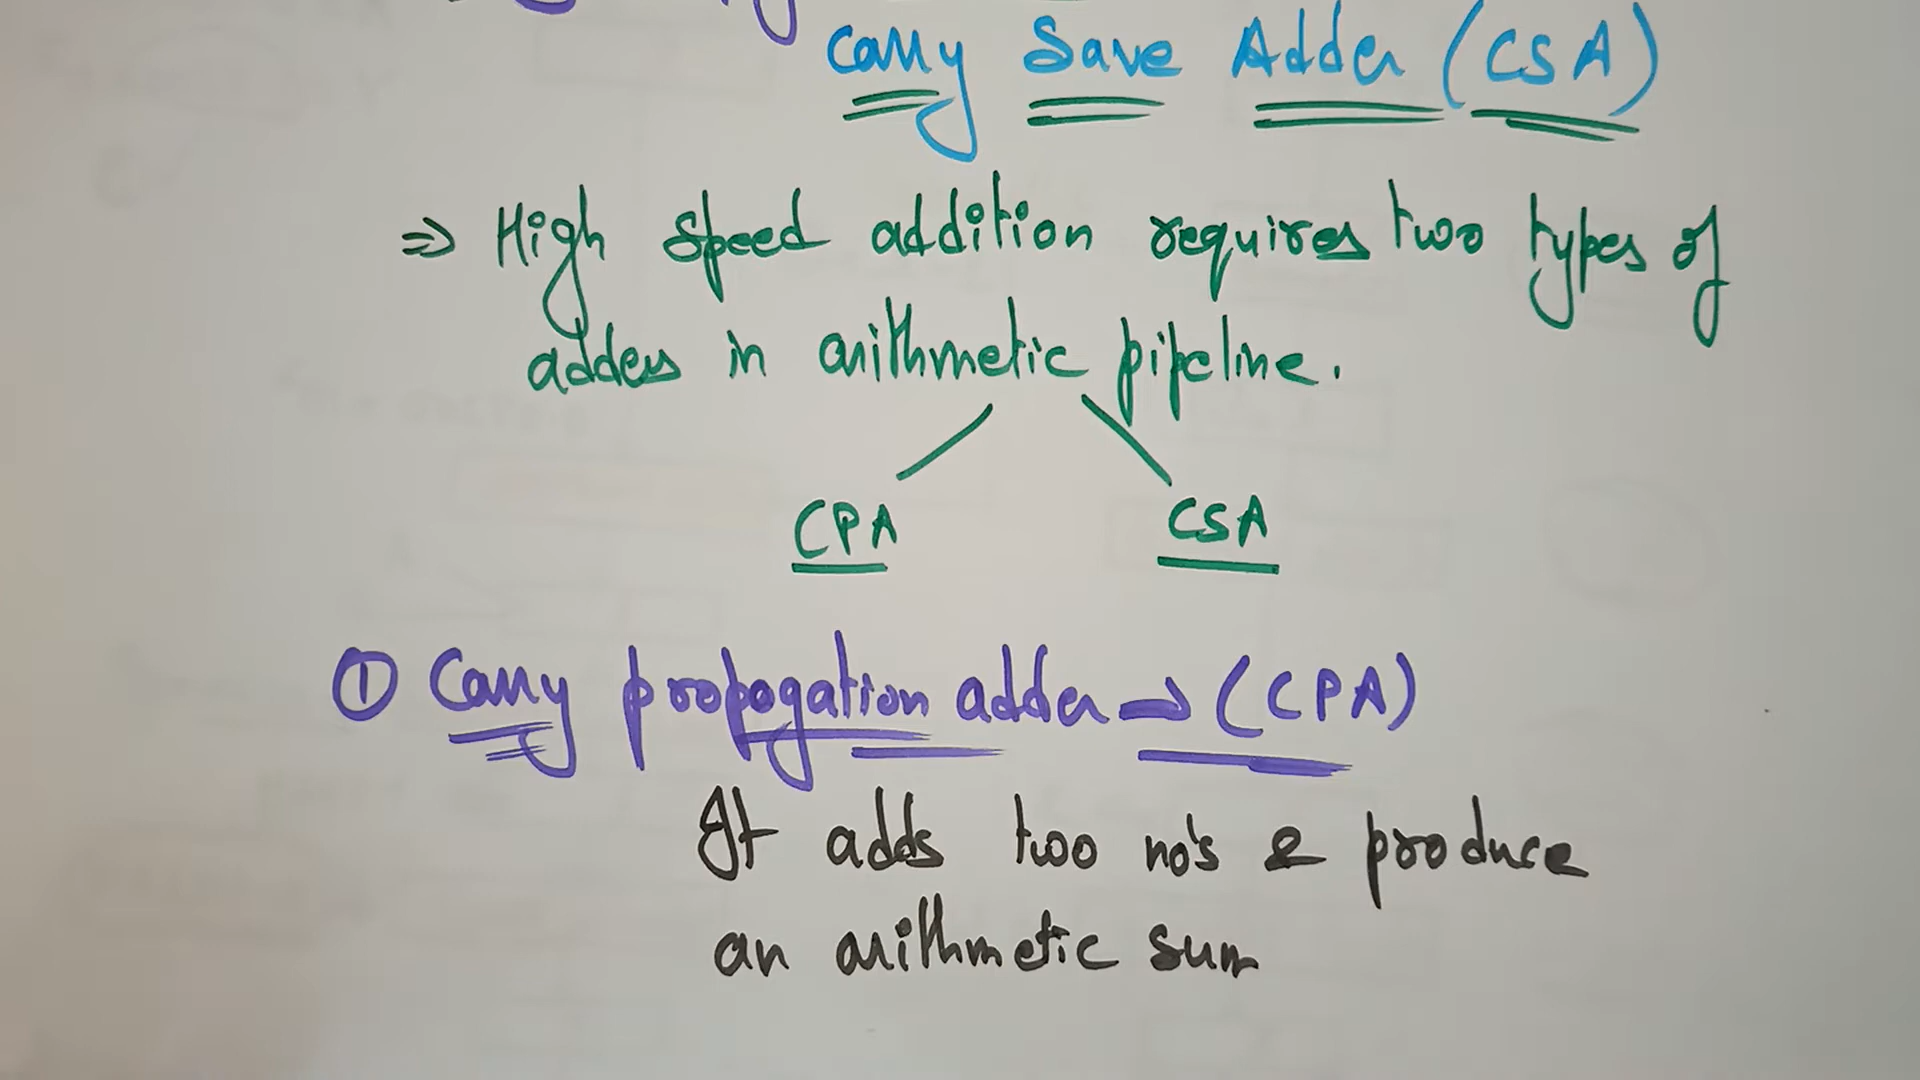 Carry Save Adder (CSA)
⇒ High speed addition requires two types of
adders in arithmetic pipeline.
CPA CSA
① Carry propogation adder → (CPA)
It adds two no's & produce
an arithmetic sum